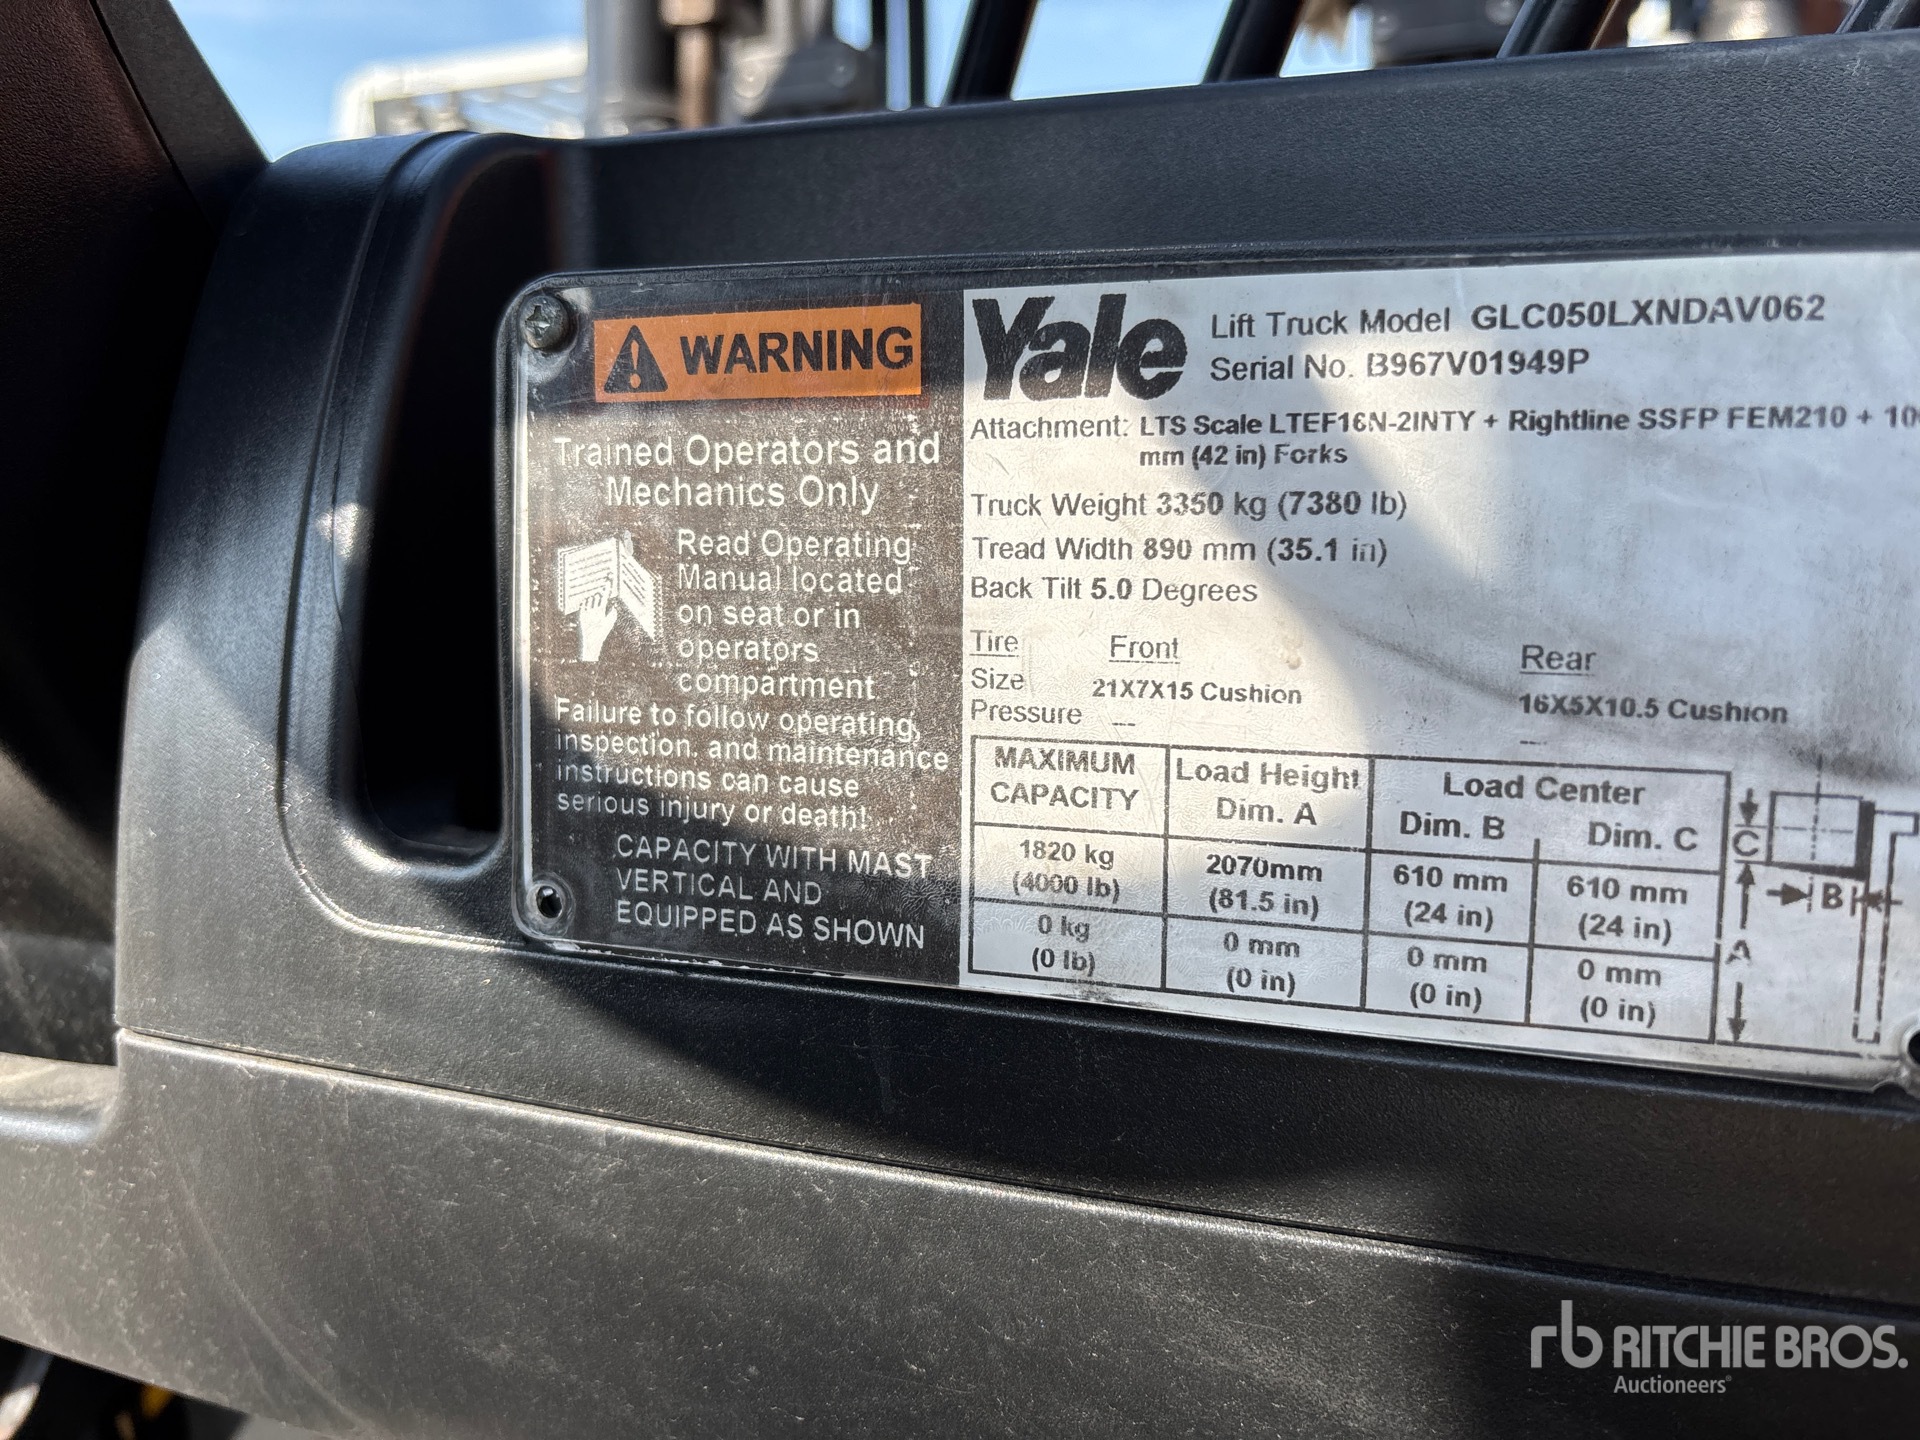 WARNING
Trained Operators and
Mechanics Only
Read Operating
Manual located
on seat or in
operators
compartment
Failure to follow operating,
inspection, and maintenance
instructions can cause
serious injury or death!
CAPACITY WITH MAST
VERTICAL AND
EQUIPPED AS SHOWN
Yale
Lift Truck Model GLC050LXNDAV062
Serial No. B967V01949P
Attachment: LTS Scale LTEF16N-2INTY + Rightline SSFP FEM210 +
mm (42 in) Forks
Truck Weight 3350 kg (7380 lb)
Tread Width 890 mm (35.1 in)
Back Tilt 5.0 Degrees
Tire Front Rear
Size 21X7X15 Cushion 16X5X10.5 Cushion
Pressure --- ---
MAXIMUM CAPACITY Load Height Dim. A Load Center Dim. B Dim. C
1820 kg 2070mm 610 mm 610 mm
(4000 lb) (81.5 in) (24 in) (24 in)
0 kg 0 mm 0 mm 0 mm
(0 lb) (0 in) (0 in) (0 in)
C
B
A
rb RITCHIE BROS.
Auctioneers